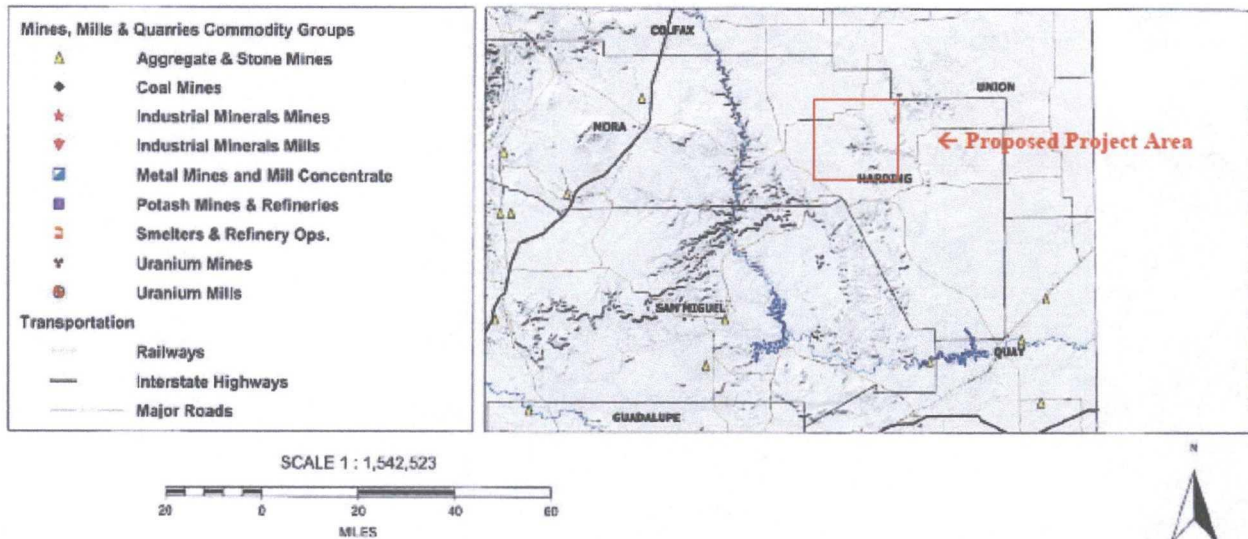 Mines, Mills & Quarries Commodity Groups
Aggregate & Stone Mines
Coal Mines
Industrial Minerals Mines
Industrial Minerals Mills
Metal Mines and Mill Concentrate
Potash Mines & Refineries
Smelters & Refinery Ops.
Uranium Mines
Uranium Mills
Transportation
Railways
Interstate Highways
Major Roads
COLFAX
UNION
MORA
← Proposed Project Area
HARDING
SAN MIGUEL
QUAY
GUADALUPE
SCALE 1 : 1,542,523
20 0 20 40 60
MILES
N